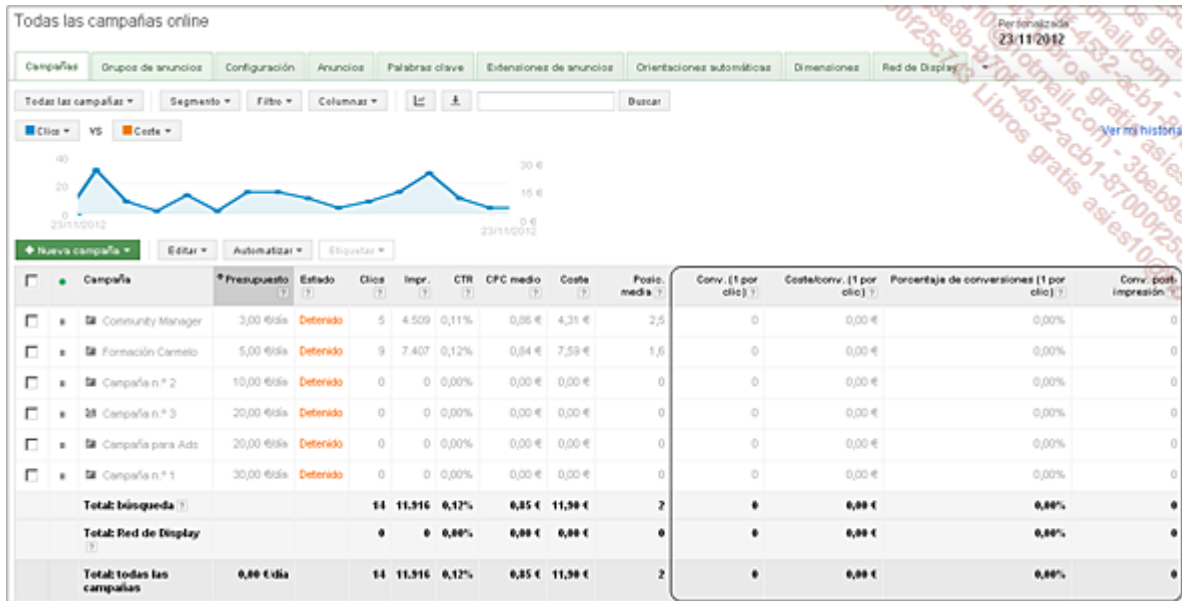 Todas las campañas online
Personalizada
23/11/2012
Campañas Grupos de anuncios Configuración Anuncios Palabras clave Extensiones de anuncios Orientaciones automáticas Dimensiones Red de Display
Todas las campañas Segmento Filtro Columnas Buscar
Clics VS Coste
Ver mi historia
40 30 €
20 15 €
0 0 €
23/11/2012 23/11/2012
Nueva campaña Editar Automatizar Etiquetas
Campaña Presupuesto Estado Clics Impr. CTR CPC medio Coste Posic. media Conv. (1 por clic) Coste/conv. (1 por clic) Porcentaje de conversiones (1 por clic) Conv. post-impresión
Community Manager 3,00 €/día Detenido 5 4.509 0,11% 0,86 € 4,31 € 2,5 0 0,00 € 0,00% 0
Formación Carmelo 5,00 €/día Detenido 9 7.407 0,12% 0,84 € 7,59 € 1,6 0 0,00 € 0,00% 0
Campaña n.º 2 10,00 €/día Detenido 0 0 0,00% 0,00 € 0,00 € 0 0 0,00 € 0,00% 0
Campaña n.º 3 20,00 €/día Detenido 0 0 0,00% 0,00 € 0,00 € 0 0 0,00 € 0,00% 0
Campaña para Ads 20,00 €/día Detenido 0 0 0,00% 0,00 € 0,00 € 0 0 0,00 € 0,00% 0
Campaña n.º 1 30,00 €/día Detenido 0 0 0,00% 0,00 € 0,00 € 0 0 0,00 € 0,00% 0
Total: búsqueda 14 11.916 0,12% 0,85 € 11,90 € 2 0 0,00 € 0,00% 0
Total: Red de Display 0 0 0,00% 0,00 € 0,00 € 0 0 0,00 € 0,00% 0
Total: todas las campañas 0,00 €/día 14 11.916 0,12% 0,85 € 11,90 € 2 0 0,00 € 0,00% 0